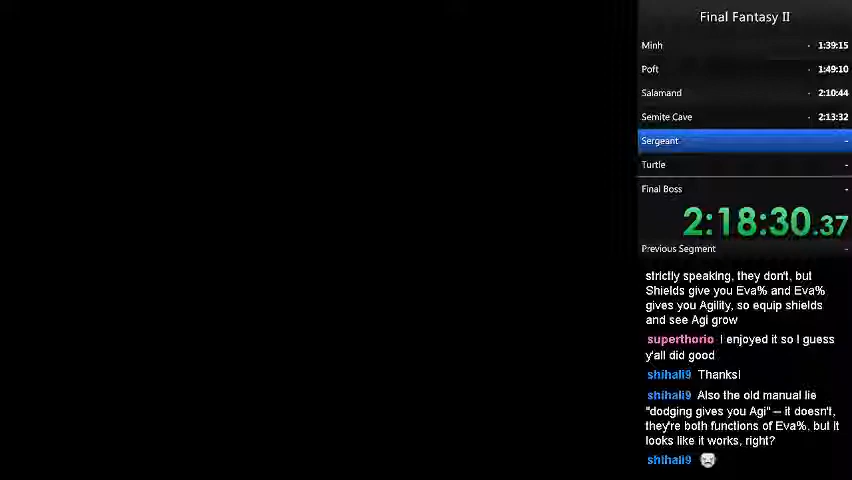 Final Fantasy II
Minh - 1:39:15
Poft - 1:49:10
Salamand - 2:10:44
Semite Cave - 2:13:32
Sergeant -
Turtle -
Final Boss -
2:18:30.37
Previous Segment -
strictly speaking, they don't, but
Shields give you Eva% and Eva%
gives you Agility, so equip shields
and see Agi grow
superthorio I enjoyed it so I guess
y'all did good
shihali9 Thanks!
shihali9 Also the old manual lie
"dodging gives you Agi" – it doesn't,
they're both functions of Eva%, but it
looks like it works, right?
shihali9